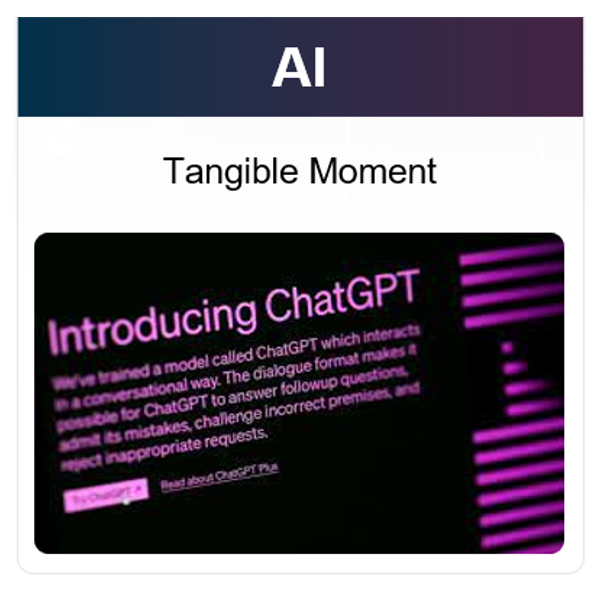 AI
Tangible Moment
Introducing ChatGPT
We've trained a model called ChatGPT which interacts
in a conversational way. The dialogue format makes it
possible for ChatGPT to answer followup questions,
admit its mistakes, challenge incorrect premises, and
reject inappropriate requests.
Try ChatGPT ↗
Read about ChatGPT Plus